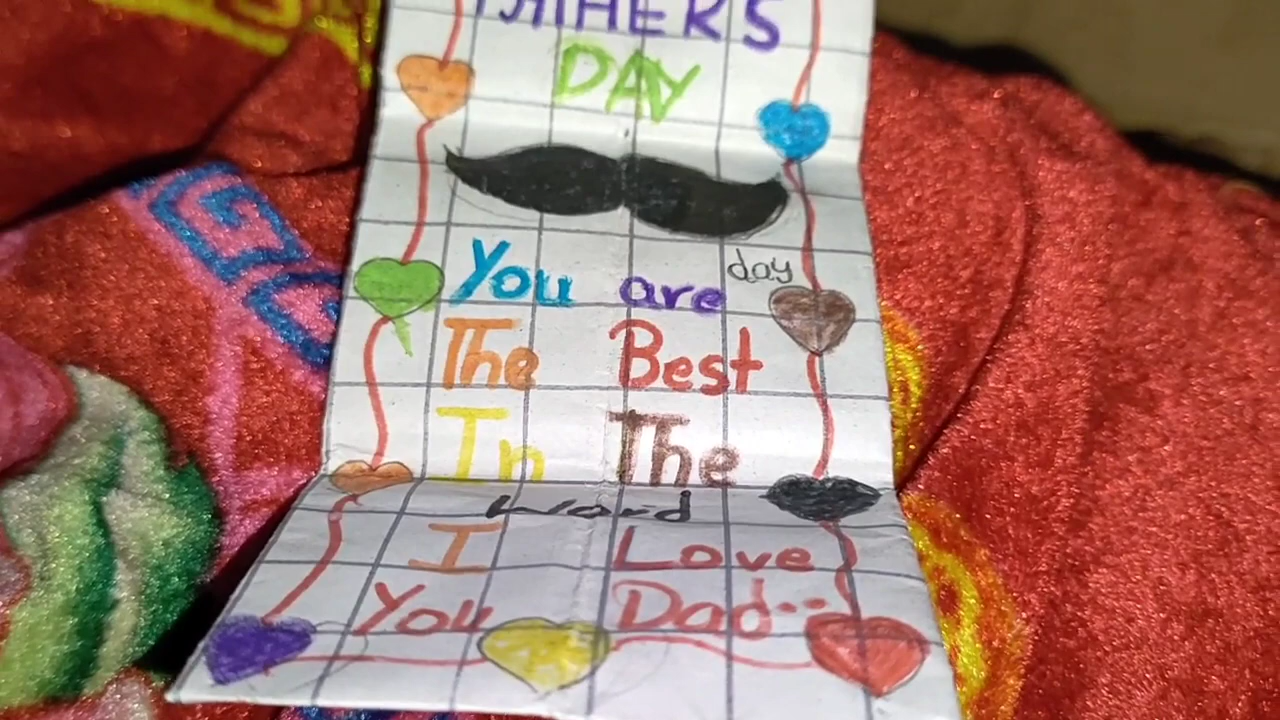 FATHERS
DAY
You are day
The Best
In The
Word
I Love
You Dad..